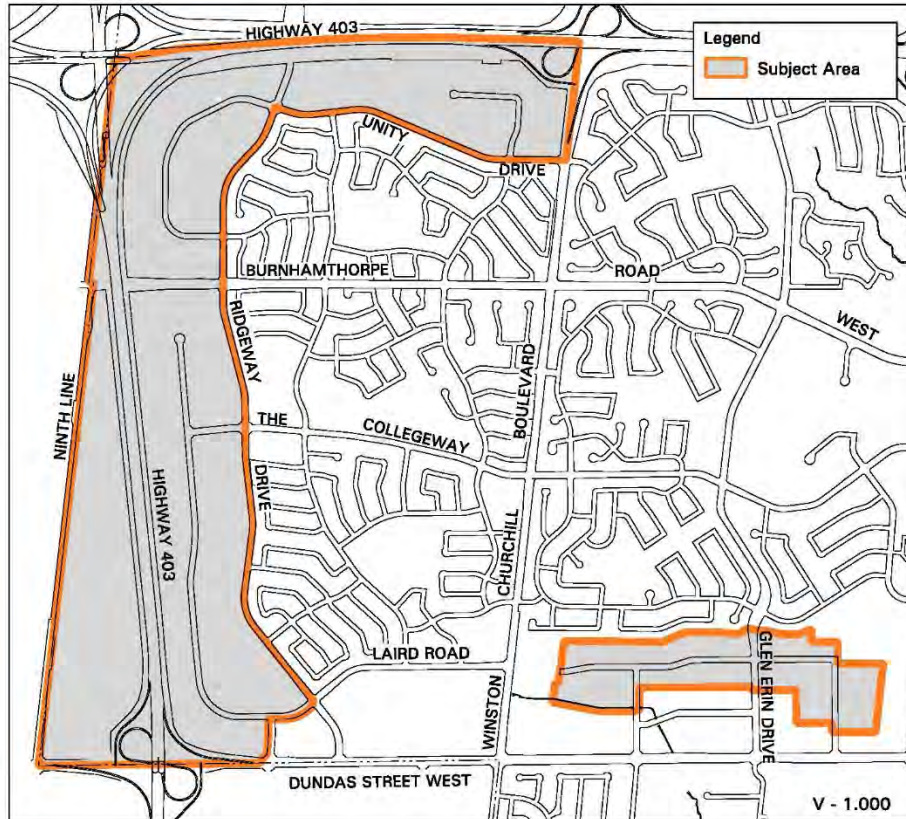 HIGHWAY 403
Legend
Subject Area
UNITY
DRIVE
BURNHAMTHORPE
ROAD
WEST
RIDGEWAY
BOULEVARD
NINTH LINE
THE
COLLEGEWAY
HIGHWAY 403
DRIVE
CHURCHILL
LAIRD ROAD
GLEN ERIN DRIVE
WINSTON
DUNDAS STREET WEST
V - 1.000